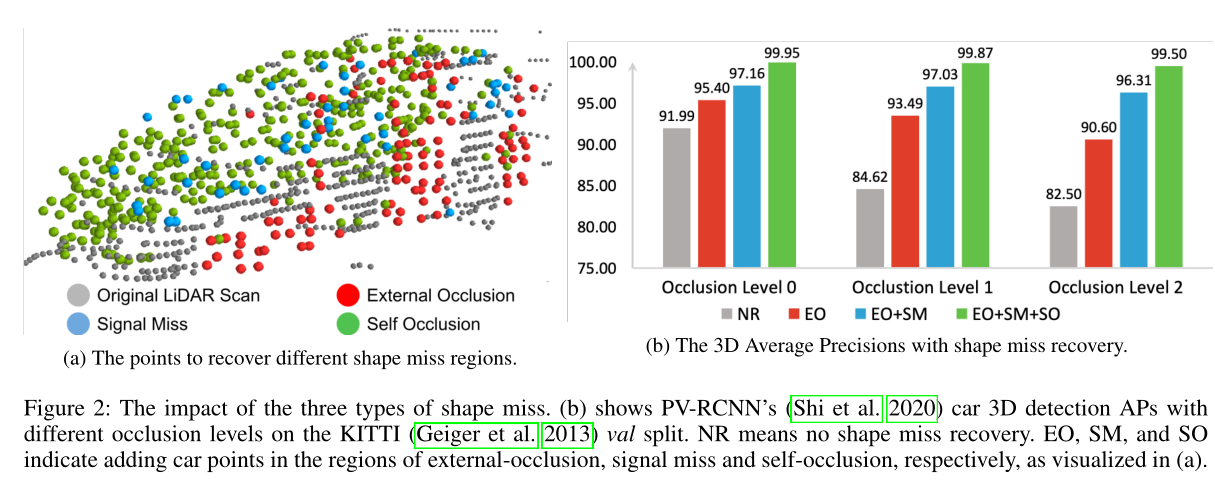 Original LiDAR Scan
External Occlusion
Signal Miss
Self Occlusion
(a) The points to recover different shape miss regions.
100.00
95.00
90.00
85.00
80.00
75.00
91.99
95.40
97.16
99.95
84.62
93.49
97.03
99.87
82.50
90.60
96.31
99.50
Occlusion Level 0
Occlustion Level 1
Occlusion Level 2
NR
EO
EO+SM
EO+SM+SO
(b) The 3D Average Precisions with shape miss recovery.
Figure 2: The impact of the three types of shape miss. (b) shows PV-RCNN's (Shi et al. 2020) car 3D detection APs with
different occlusion levels on the KITTI (Geiger et al. 2013) val split. NR means no shape miss recovery. EO, SM, and SO
indicate adding car points in the regions of external-occlusion, signal miss and self-occlusion, respectively, as visualized in (a).